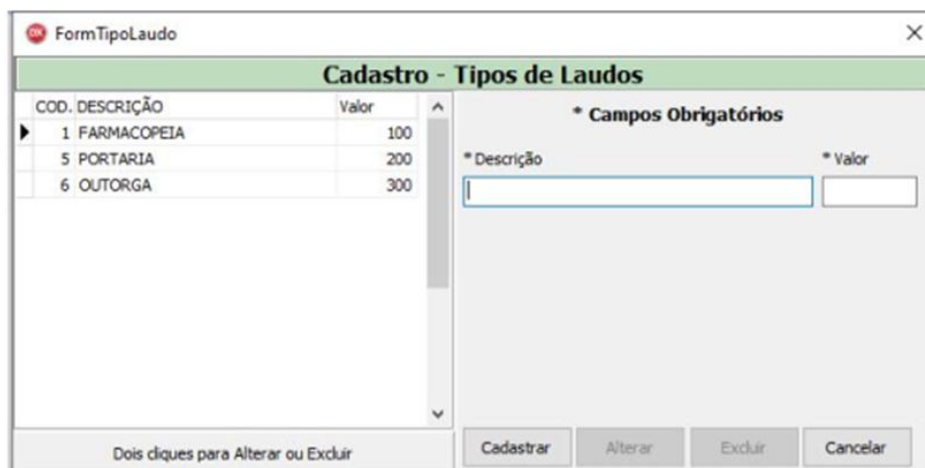 DX FormTipoLaudo
Cadastro - Tipos de Laudos
COD. DESCRIÇÃO Valor
1 FARMACOPEIA 100
5 PORTARIA 200
6 OUTORGA 300
* Campos Obrigatórios
* Descrição * Valor
Dois cliques para Alterar ou Excluir
Cadastrar Alterar Excluir Cancelar